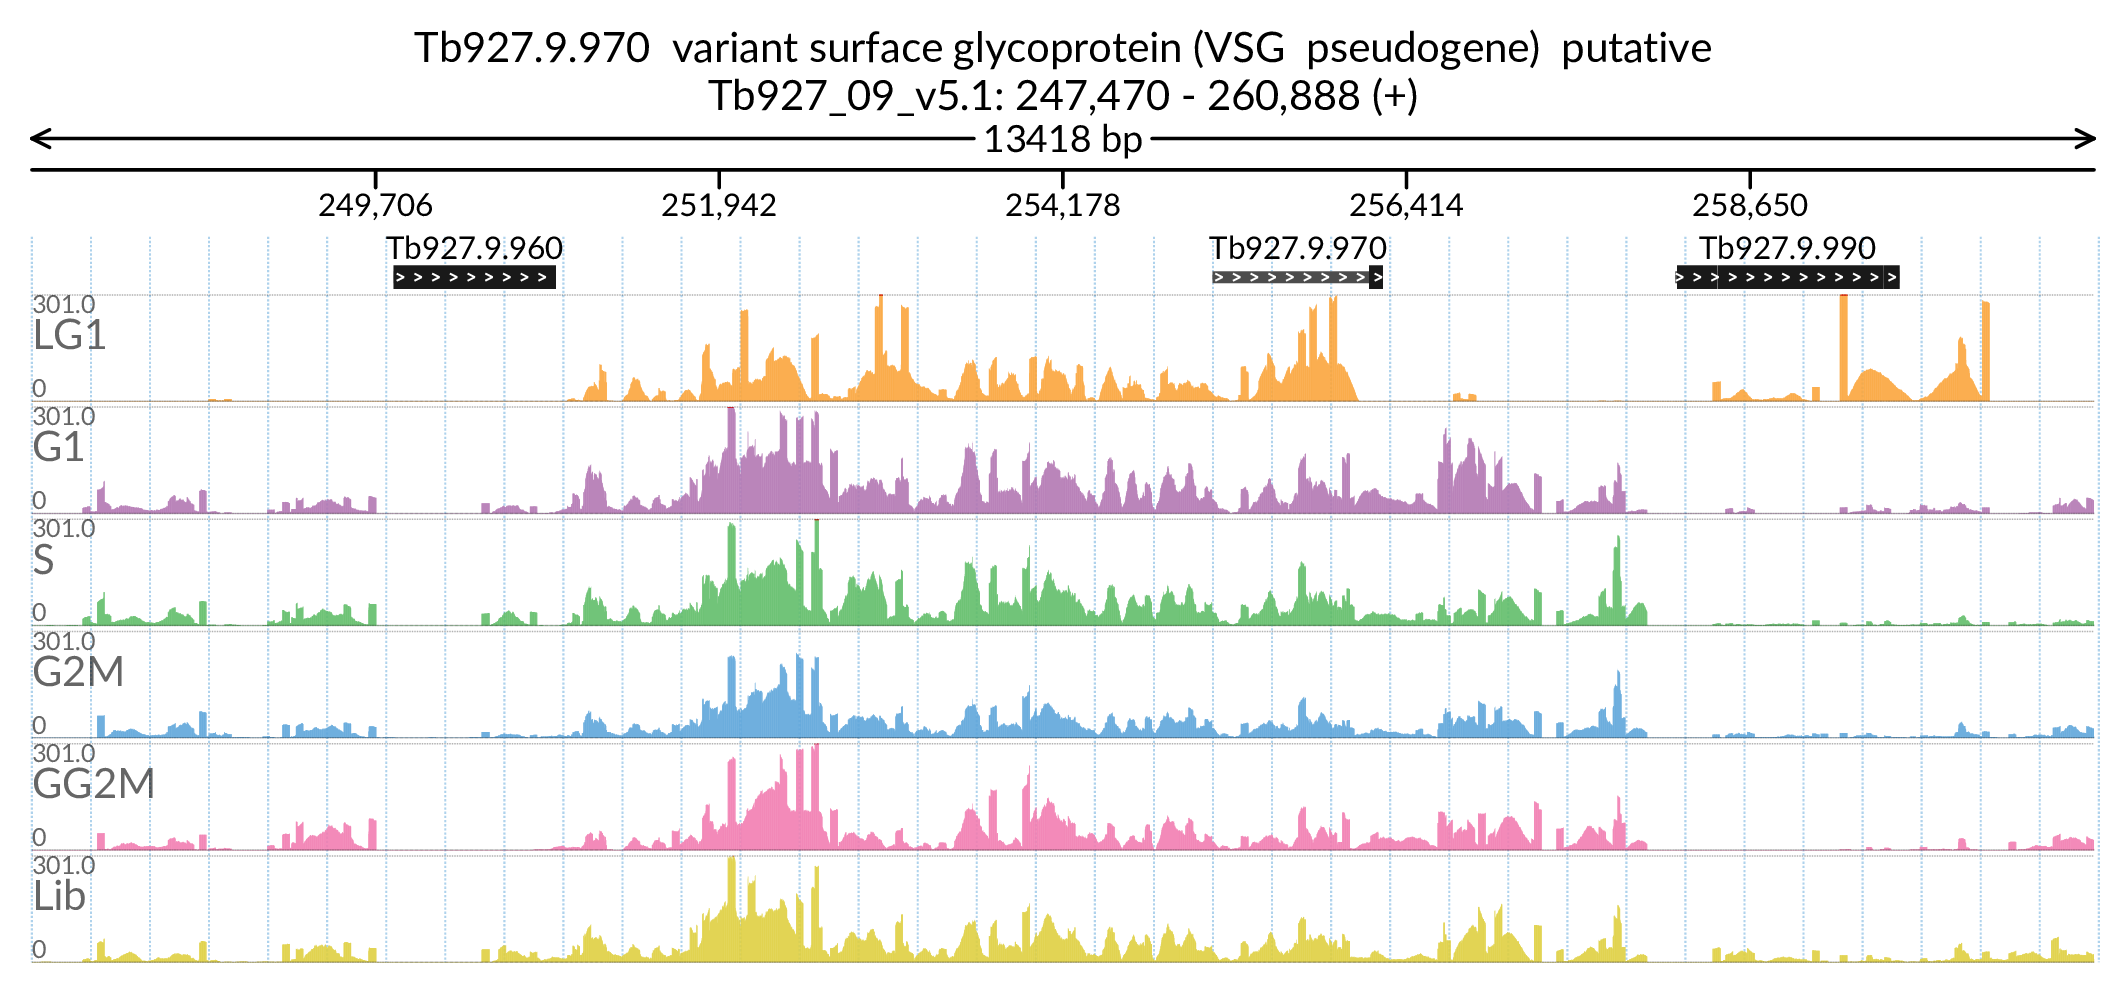 Tb927.9.970 variant surface glycoprotein (VSG pseudogene) putative
Tb927_09_v5.1: 247,470 - 260,888 (+)
13418 bp
249,706 251,942 254,178 256,414 258,650
Tb927.9.960 Tb927.9.970 Tb927.9.990
301.0
LG1
0
301.0
G1
0
301.0
S
0
301.0
G2M
0
301.0
GG2M
0
301.0
Lib
0